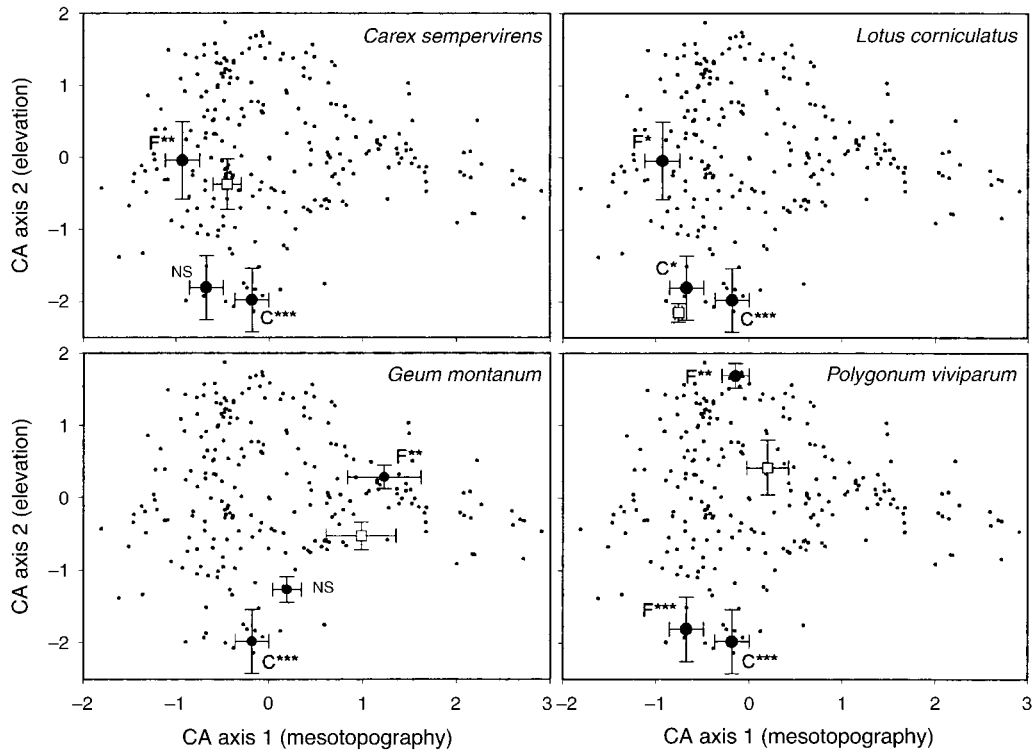 Carex sempervirens
Lotus corniculatus
2
1
0
−1
−2
CA axis 2 (elevation)
F**
NS
C***
F*
C*
C***
Geum montanum
Polygonum viviparum
2
1
0
−1
−2
CA axis 2 (elevation)
F**
NS
C***
F**
F***
C***
−2
−1
0
1
2
3
−2
−1
0
1
2
3
CA axis 1 (mesotopography)
CA axis 1 (mesotopography)